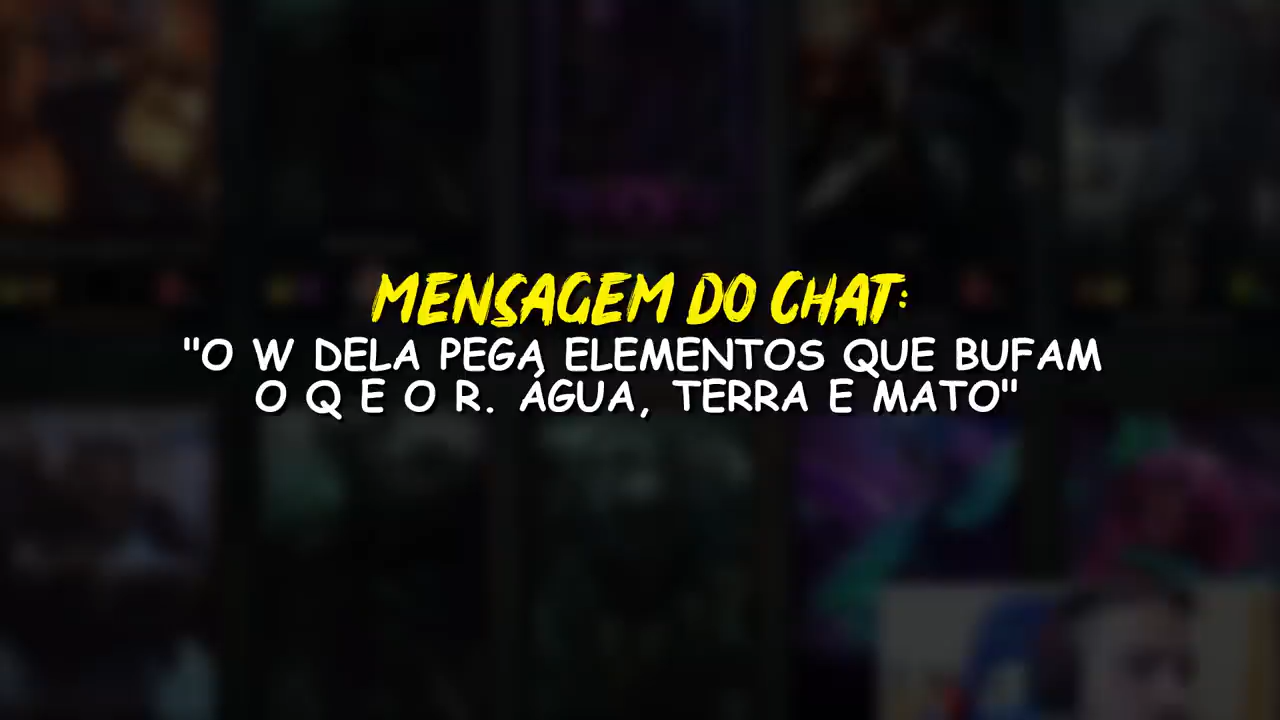 MENSAGEM DO CHAT:
"O W DELA PEGA ELEMENTOS QUE BUFAM
O Q E O R. ÁGUA, TERRA E MATO"